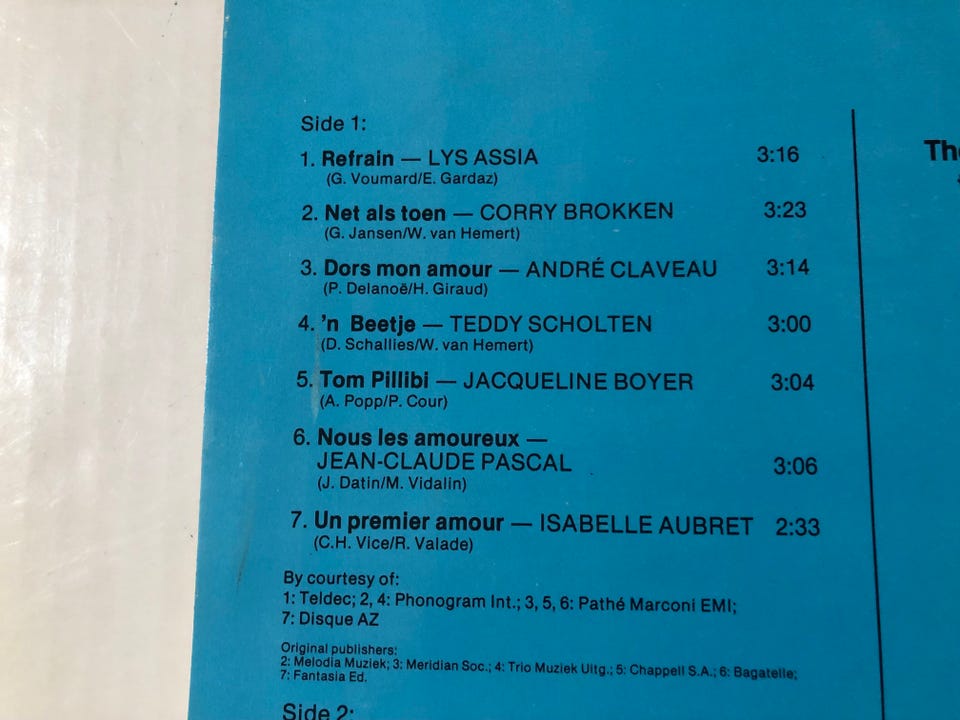 Side 1:
1. Refrain — LYS ASSIA 3:16
(G. Voumard/E. Gardaz)
2. Net als toen — CORRY BROKKEN 3:23
(G. Jansen/W. van Hemert)
3. Dors mon amour — ANDRÉ CLAVEAU 3:14
(P. Delanoë/H. Giraud)
4. 'n Beetje — TEDDY SCHOLTEN 3:00
(D. Schallies/W. van Hemert)
5. Tom Pillibi — JACQUELINE BOYER 3:04
(A. Popp/P. Cour)
6. Nous les amoureux —
JEAN-CLAUDE PASCAL 3:06
(J. Datin/M. Vidalin)
7. Un premier amour — ISABELLE AUBRET 2:33
(C.H. Vice/R. Valade)
By courtesy of:
1: Teldec; 2, 4: Phonogram Int.; 3, 5, 6: Pathé Marconi EMI;
7: Disque AZ
Original publishers:
2: Melodia Muziek; 3: Meridian Soc.; 4: Trio Muziek Uitg.; 5: Chappell S.A.; 6: Bagatelle;
7: Fantasia Ed.
Side 2: